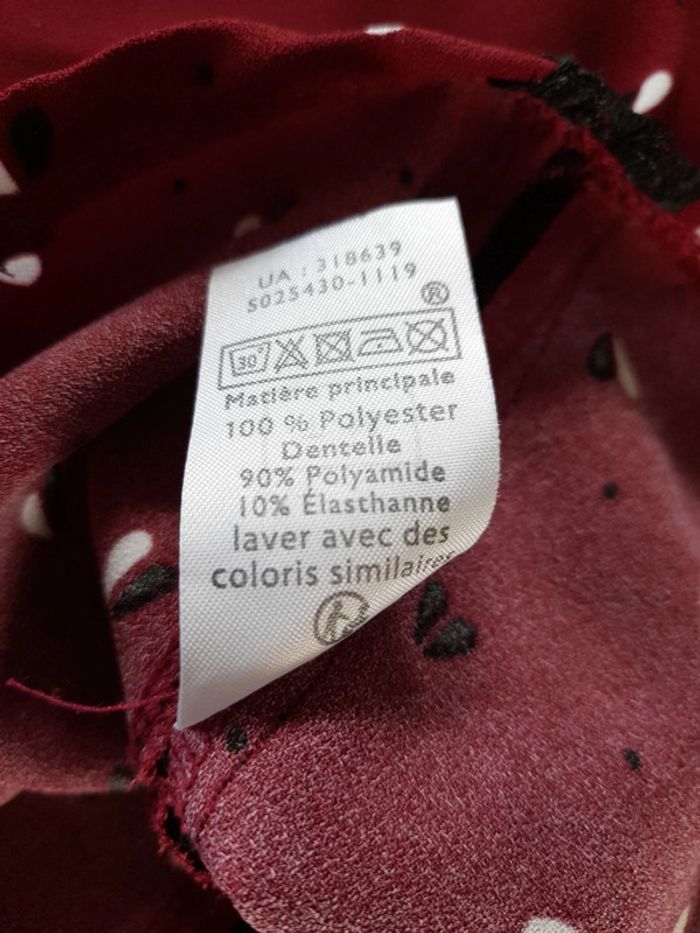 UA : 318639
S025430-1119
®
30°
Matière principale
100 % Polyester
Dentelle
90% Polyamide
10% Élasthanne
laver avec des
coloris similaires